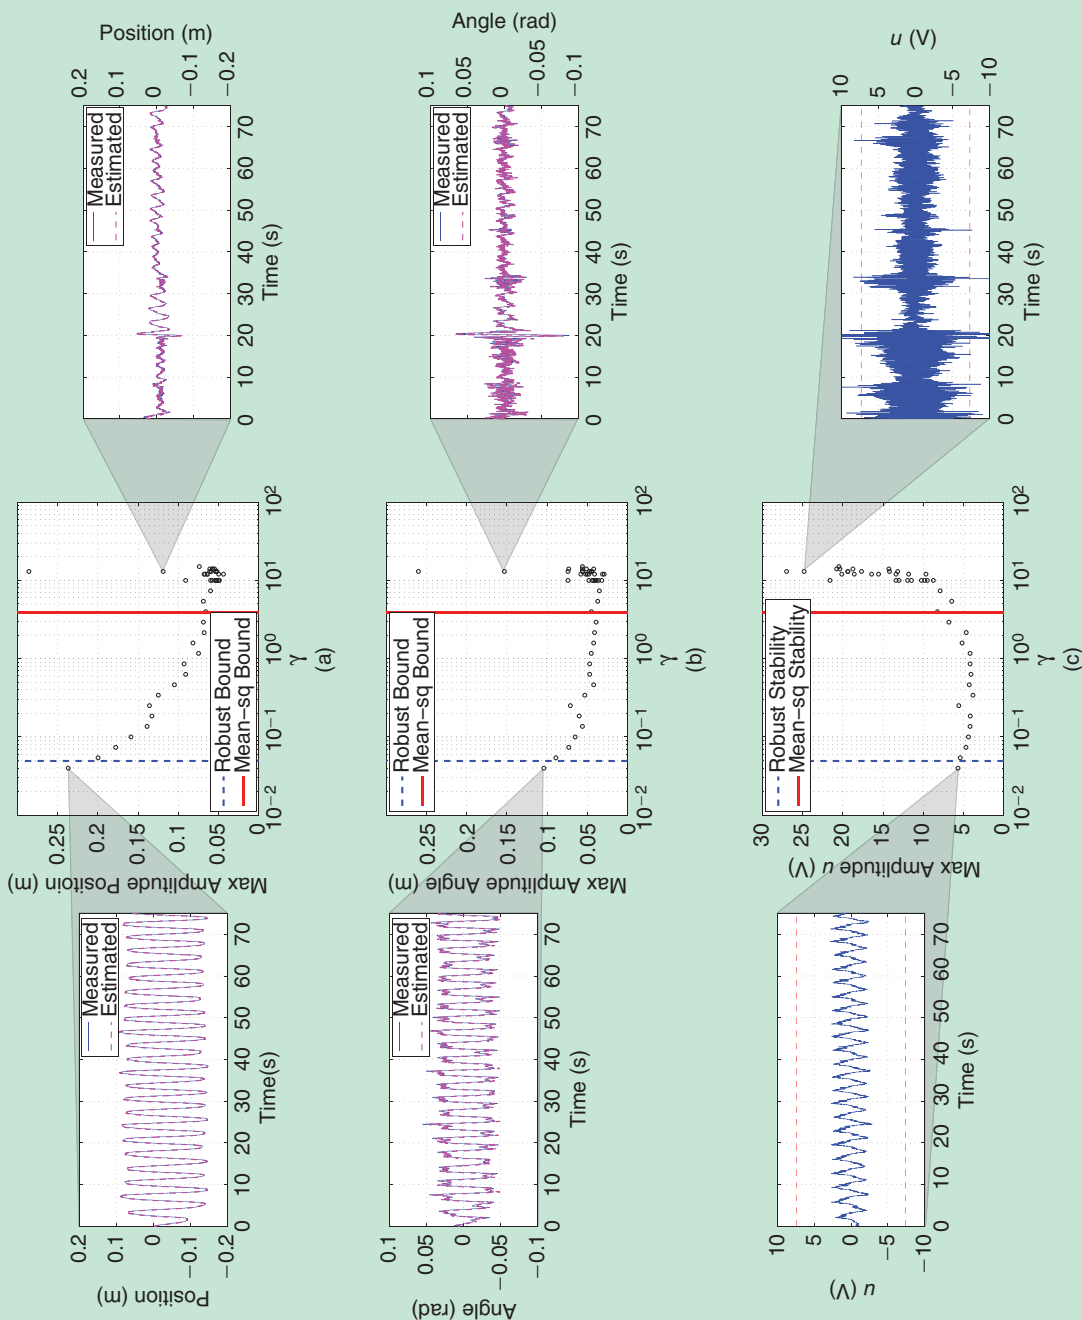 Position (m)
0.2
0.1
0
−0.1
−0.2
Measured
Estimated
0 10 20 30 40 50 60 70
Time(s)
Max Amplitude Positoin (m)
0.25
0.2
0.15
0.1
0.05
0
Robust Bound
Mean−sq Bound
10−2 10−1 100 101 102
γ
(a)
Measured
Estimated
0 10 20 30 40 50 60 70
Time (s)
0.2
0.1
0
−0.1
−0.2
Position (m)
Angle (rad)
0.1
0.05
0
−0.05
−0.1
Measured
Estimated
0 10 20 30 40 50 60 70
Time (s)
Max Amplitude Angle (m)
0.25
0.2
0.15
0.1
0.05
0
Robust Bound
Mean−sq Bound
10−2 10−1 100 101 102
γ
(b)
Measured
Estimated
0 10 20 30 40 50 60 70
Time (s)
0.1
0.05
0
−0.05
−0.1
Angle (rad)
u (V)
10
5
0
−5
−10
0 10 20 30 40 50 60 70
Time (s)
Max Amplitude u (V)
30
25
20
15
10
5
0
Robust Stability
Mean−sq Stability
10−2 10−1 100 101 102
γ
(c)
0 10 20 30 40 50 60 70
Time (s)
10
5
0
−5
−10
u (V)